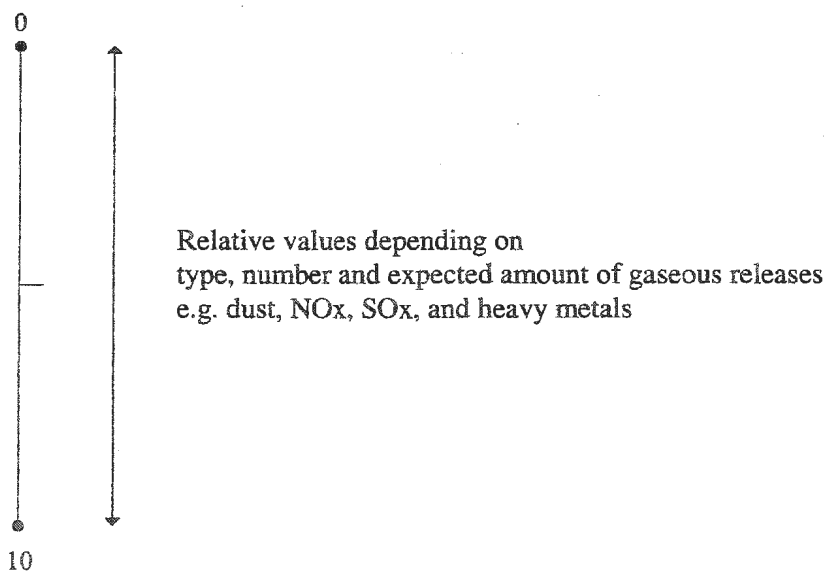 0
Relative values depending on
type, number and expected amount of gaseous releases
e.g. dust, NOx, SOx, and heavy metals
10